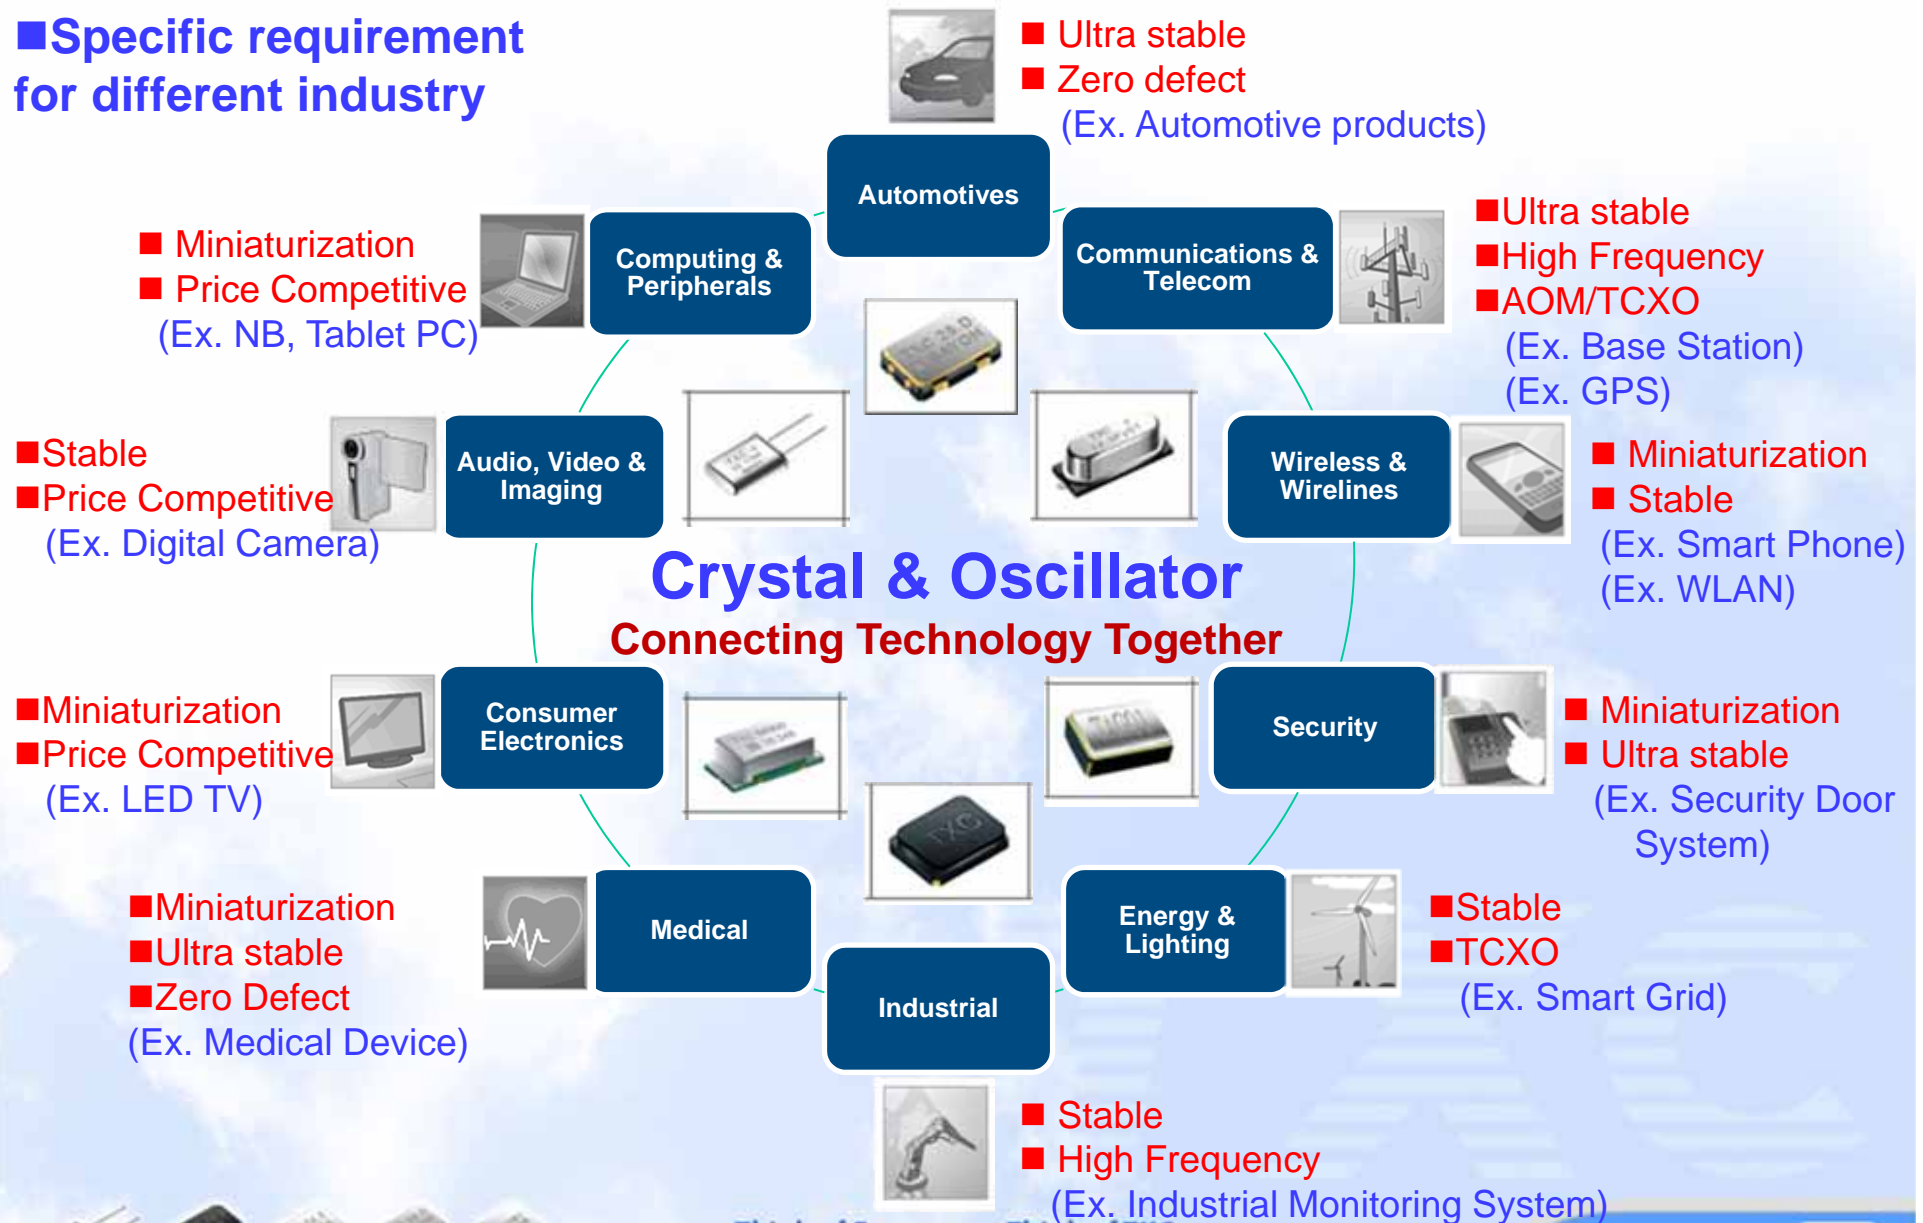 ■Specific requirement
for different industry
■ Ultra stable
■ Zero defect
(Ex. Automotive products)
Automotives
■ Miniaturization
■ Price Competitive
(Ex. NB, Tablet PC)
Computing &
Peripherals
Communications &
Telecom
■Ultra stable
■High Frequency
■AOM/TCXO
(Ex. Base Station)
(Ex. GPS)
■Stable
■Price Competitive
(Ex. Digital Camera)
Audio, Video &
Imaging
Wireless &
Wirelines
■ Miniaturization
■ Stable
(Ex. Smart Phone)
(Ex. WLAN)
Crystal & Oscillator
Connecting Technology Together
■Miniaturization
■Price Competitive
(Ex. LED TV)
Consumer
Electronics
Security
■ Miniaturization
■ Ultra stable
(Ex. Security Door
System)
TXC
■Miniaturization
■Ultra stable
■Zero Defect
(Ex. Medical Device)
Medical
Energy &
Lighting
■Stable
■TCXO
(Ex. Smart Grid)
Industrial
■ Stable
■ High Frequency
(Ex. Industrial Monitoring System)